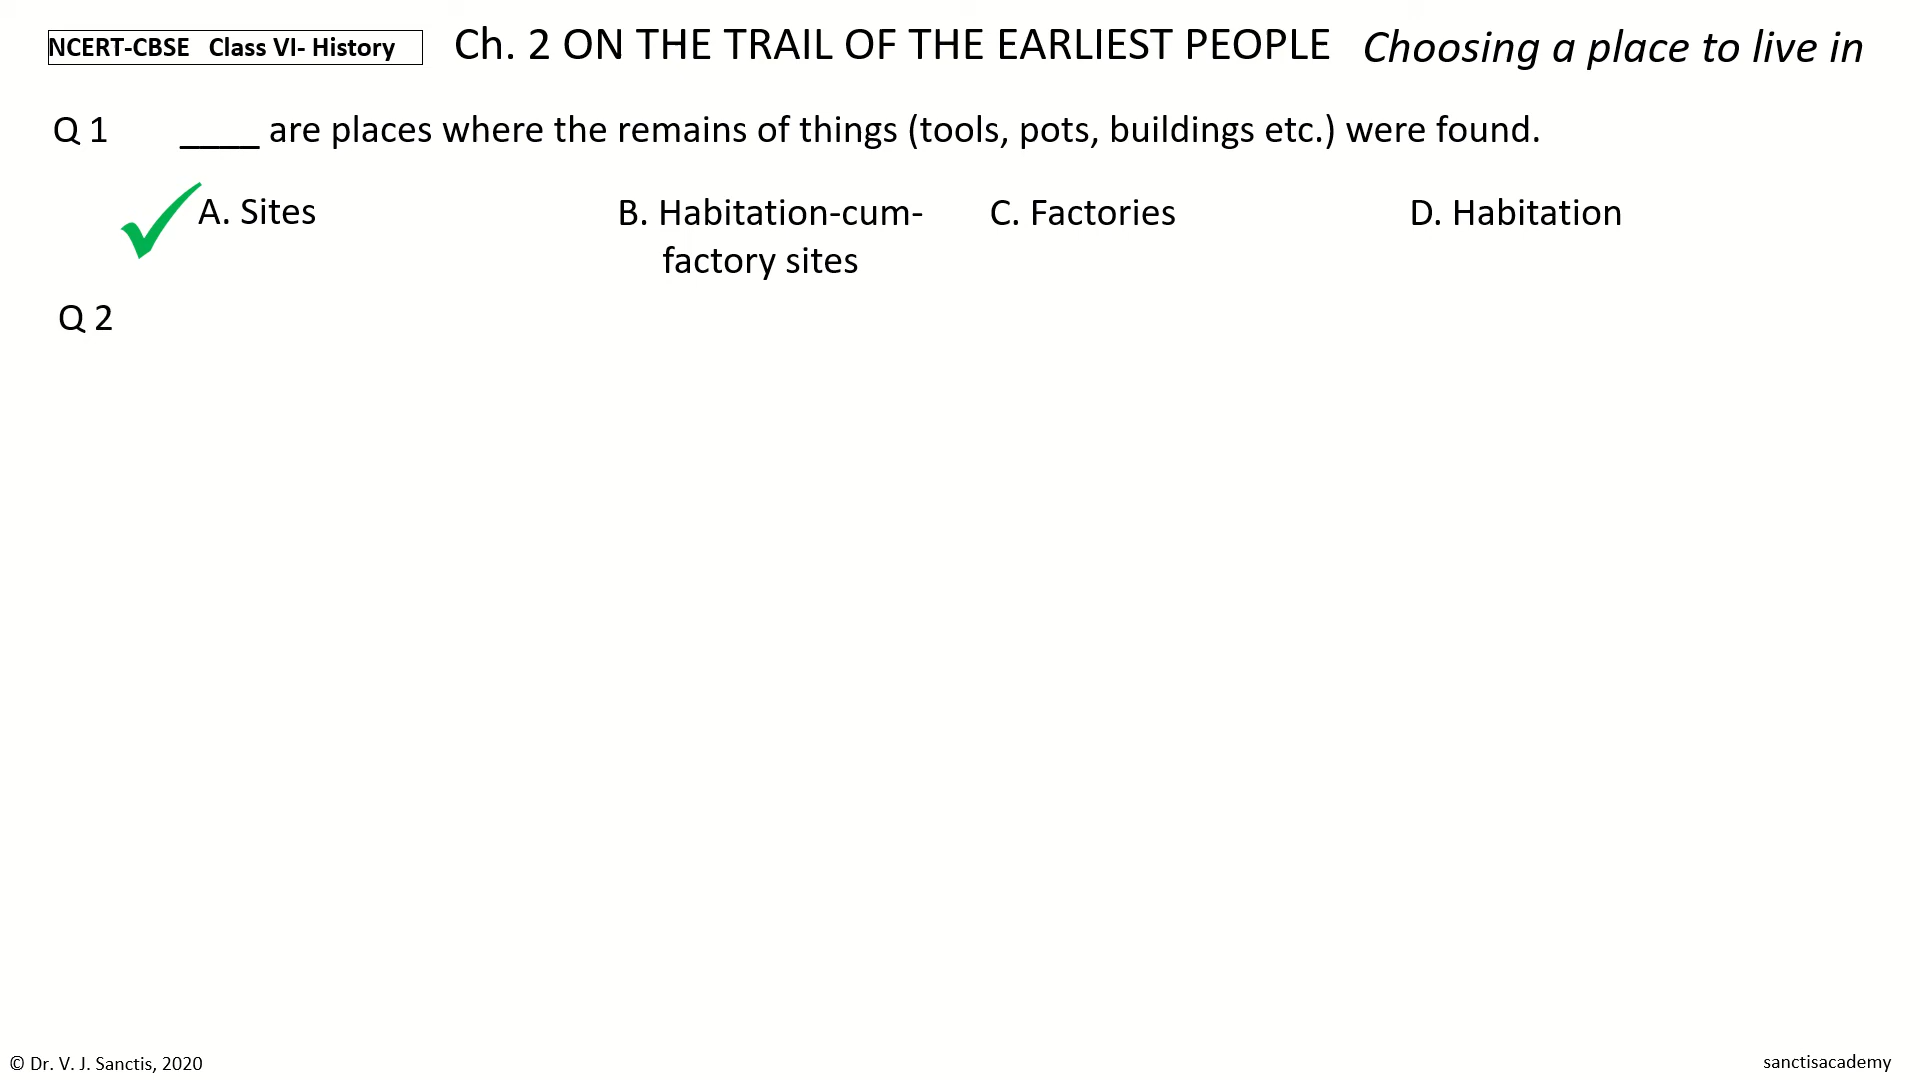 NCERT-CBSE Class VI- History Ch. 2 ON THE TRAIL OF THE EARLIEST PEOPLE Choosing a place to live in
Q 1 ____ are places where the remains of things (tools, pots, buildings etc.) were found.
A. Sites B. Habitation-cum- C. Factories D. Habitation
factory sites
Q 2
© Dr. V. J. Sanctis, 2020 sanctisacademy